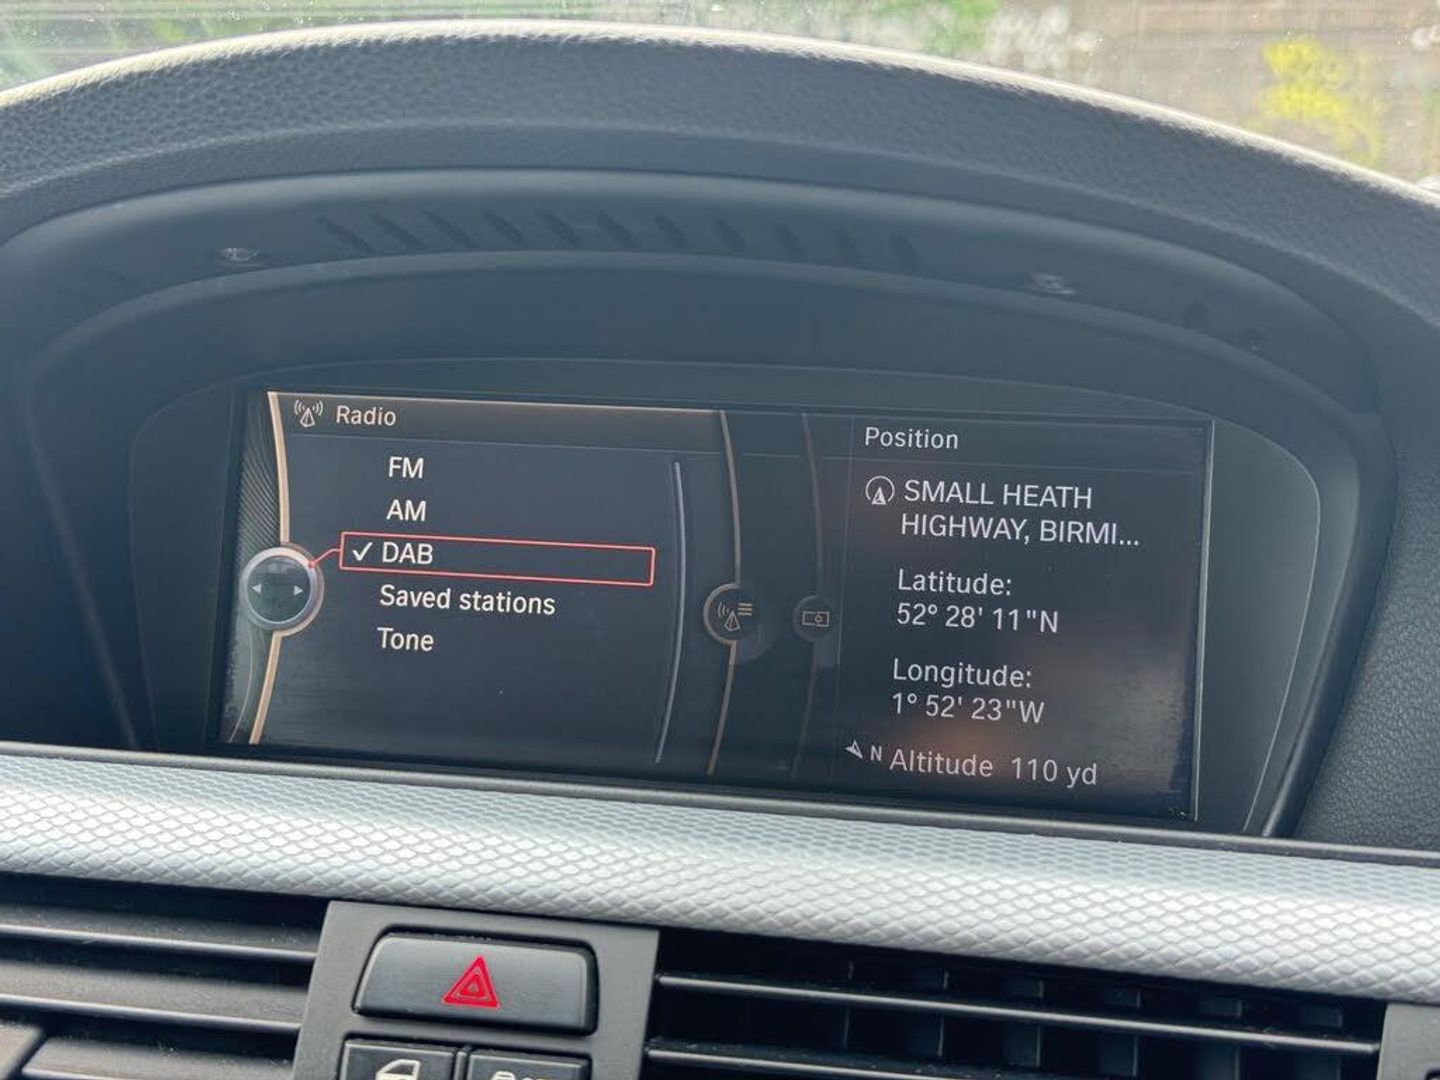 Radio
FM
AM
✓ DAB
Saved stations
Tone
Position
SMALL HEATH
HIGHWAY, BIRMI...
Latitude:
52° 28' 11"N
Longitude:
1° 52' 23"W
N Altitude 110 yd